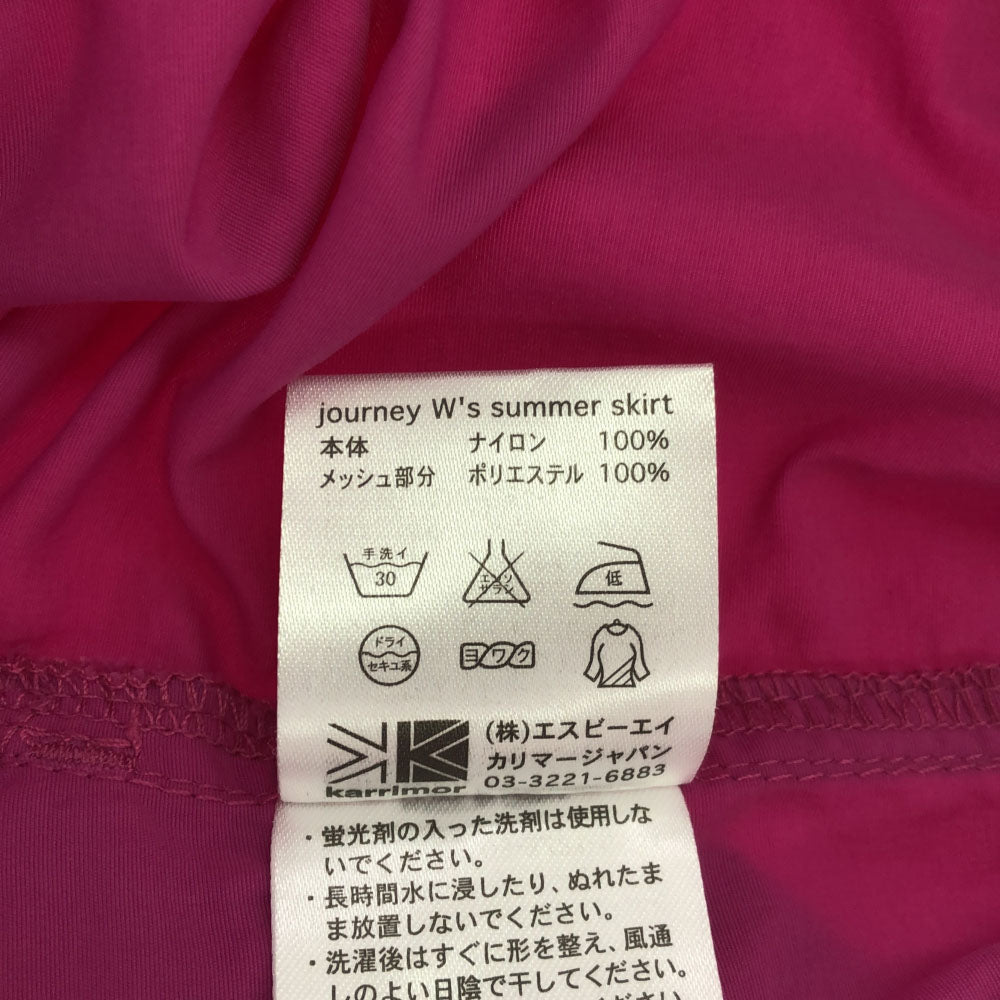 journey W's summer skirt
本体 ナイロン 100%
メッシュ部分 ポリエステル 100%
手洗イ
30
エンソ
サラシ
低
ドライ
セキユ系
ヨワク
(株)エスビーエイ
カリマージャパン
03-3221-6883
karrimor
・蛍光剤の入った洗剤は使用しな
いでください。
・長時間水に浸したり、ぬれたま
ま放置しないでください。
・洗濯後はすぐに形を整え、風通
しのよい日陰で干してください。